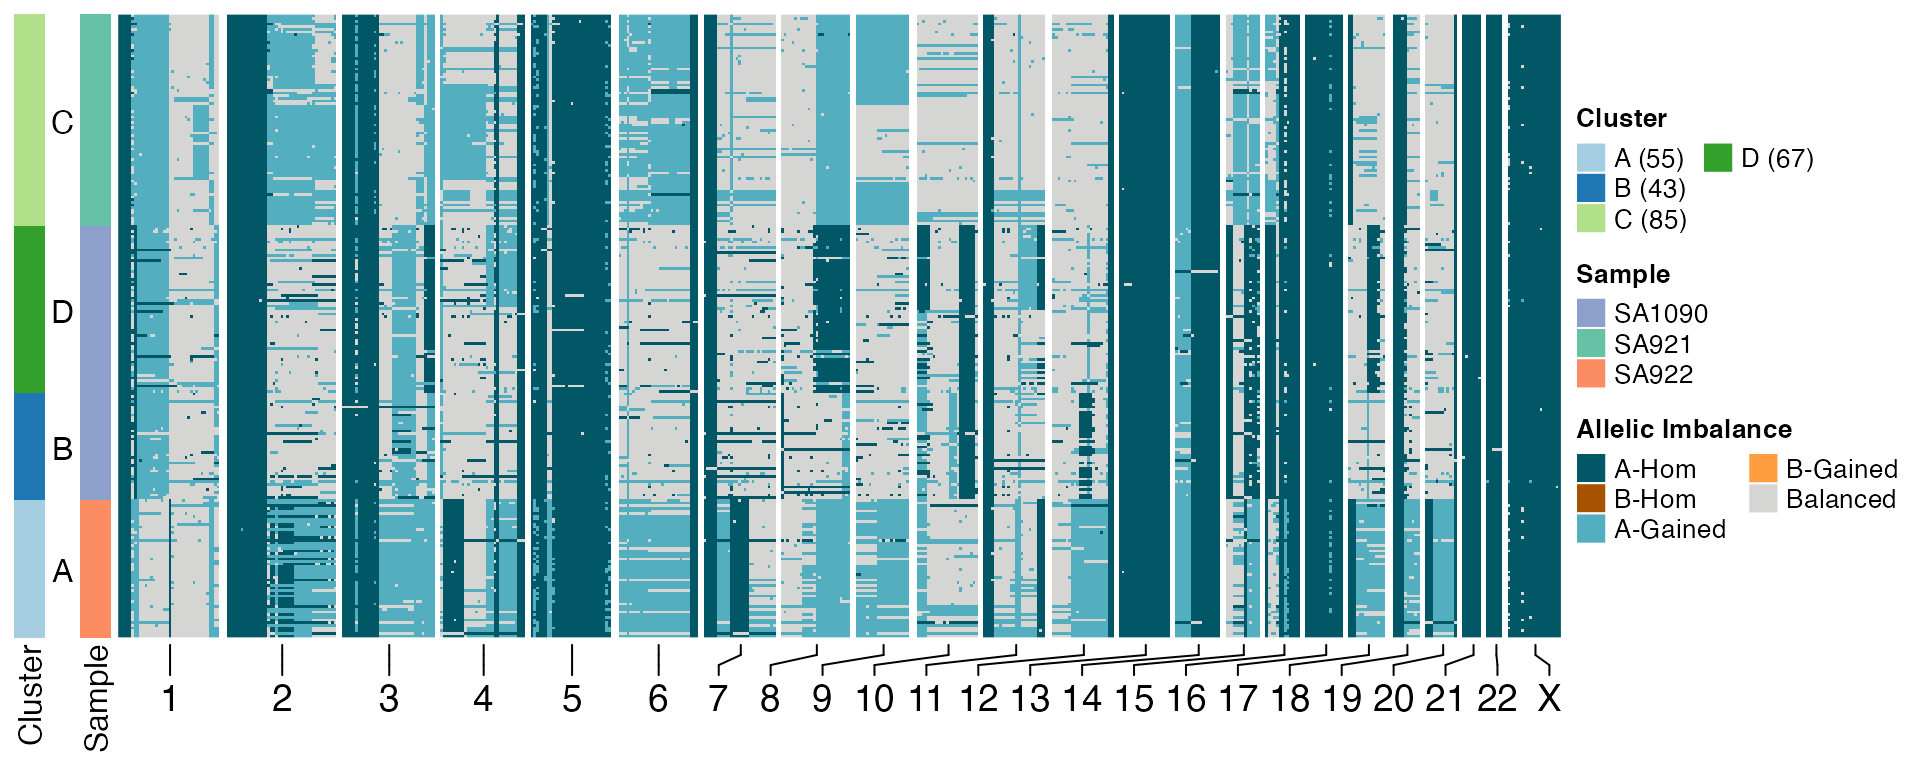 C
D
B
A
Cluster
Sample
1 2 3 4 5 6 7 8 9 10 11 12 13 14 15 16 17 18 19 20 21 22 X
Cluster
A (55) D (67)
B (43)
C (85)
Sample
SA1090
SA921
SA922
Allelic Imbalance
A-Hom B-Gained
B-Hom Balanced
A-Gained